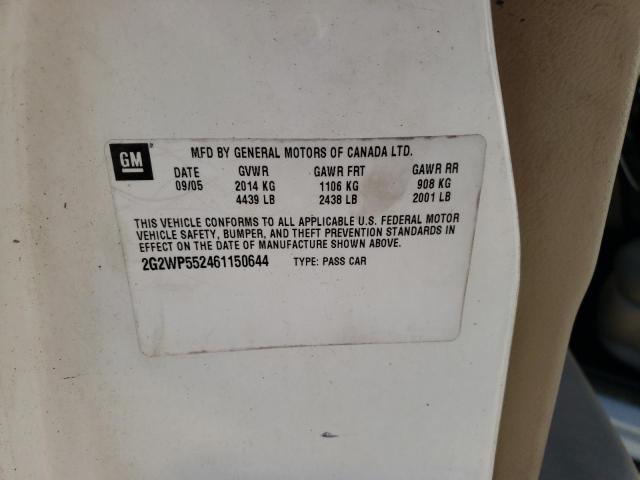 GM
MFD BY GENERAL MOTORS OF CANADA LTD.
DATE GVWR GAWR FRT GAWR RR
09/05 2014 KG 1106 KG 908 KG
4439 LB 2438 LB 2001 LB
THIS VEHICLE CONFORMS TO ALL APPLICABLE U.S. FEDERAL MOTOR
VEHICLE SAFETY, BUMPER, AND THEFT PREVENTION STANDARDS IN
EFFECT ON THE DATE OF MANUFACTURE SHOWN ABOVE.
2G2WP552461150644 TYPE: PASS CAR